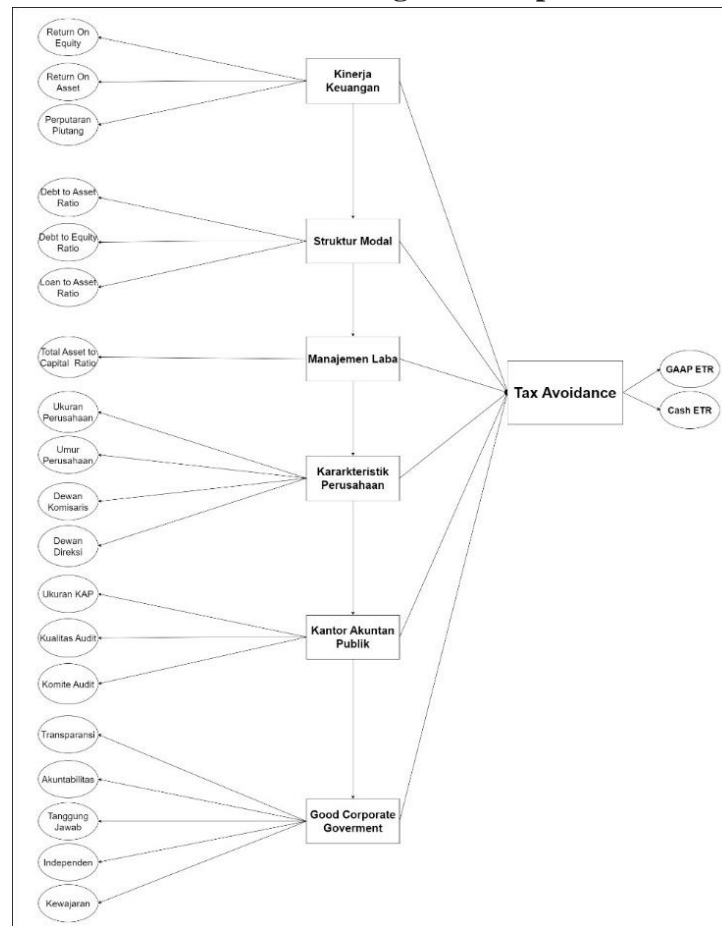 Return On
Equity
Return On
Asset
Perputaran
Piutang
Kinerja
Keuangan
Debt to Asset
Ratio
Debt to Equity
Ratio
Loan to Asset
Ratio
Struktur Modal
Total Asset to
Capital Ratio
Manajemen Laba
Ukuran
Perusahaan
Umur
Perusahaan
Dewan
Komisaris
Dewan
Direksi
Kararkteristik
Perusahaan
Ukuran KAP
Kualitas Audit
Komite Audit
Kantor Akuntan
Publik
Transparansi
Akuntabilitas
Tanggung
Jawab
Independen
Kewajaran
Good Corporate
Goverment
Tax Avoidance
GAAP ETR
Cash ETR